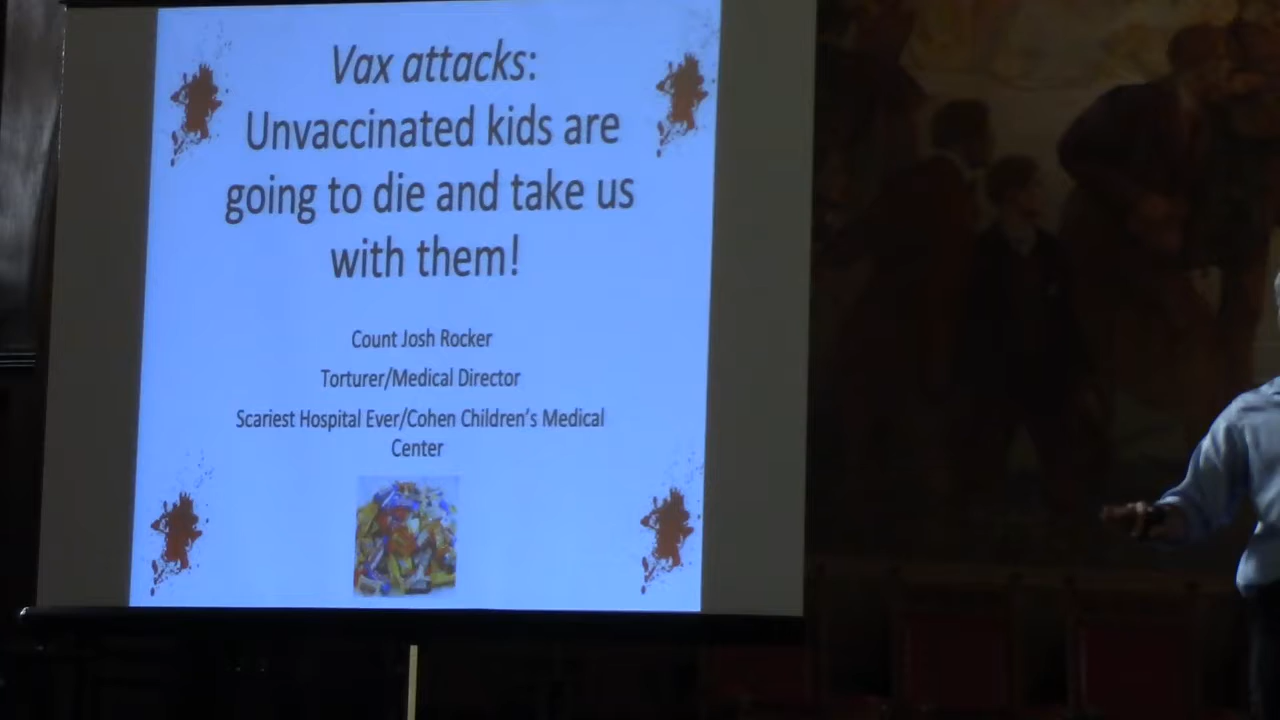 Vax attacks:
Unvaccinated kids are
going to die and take us
with them!
Count Josh Rocker
Torturer/Medical Director
Scariest Hospital Ever/Cohen Children's Medical
Center